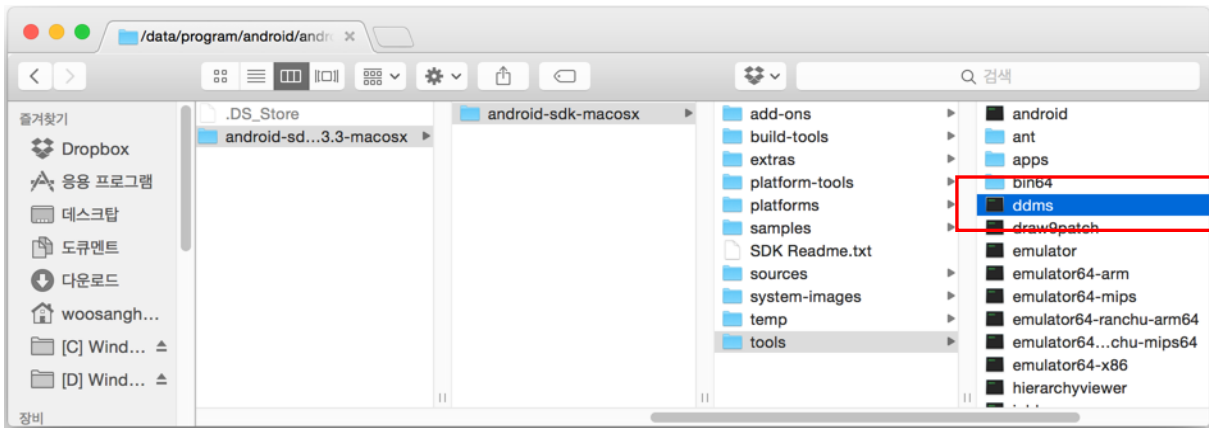 /data/program/android/andr
검색
즐겨찾기
Dropbox
응용 프로그램
데스크탑
도큐멘트
다운로드
woosangh...
[C] Wind...
[D] Wind...
장비
.DS_Store
android-sd...3.3-macosx
android-sdk-macosx
add-ons
build-tools
extras
platform-tools
platforms
samples
SDK Readme.txt
sources
system-images
temp
tools
android
ant
apps
bin64
ddms
draw9patch
emulator
emulator64-arm
emulator64-mips
emulator64-ranchu-arm64
emulator64...chu-mips64
emulator64-x86
hierarchyviewer